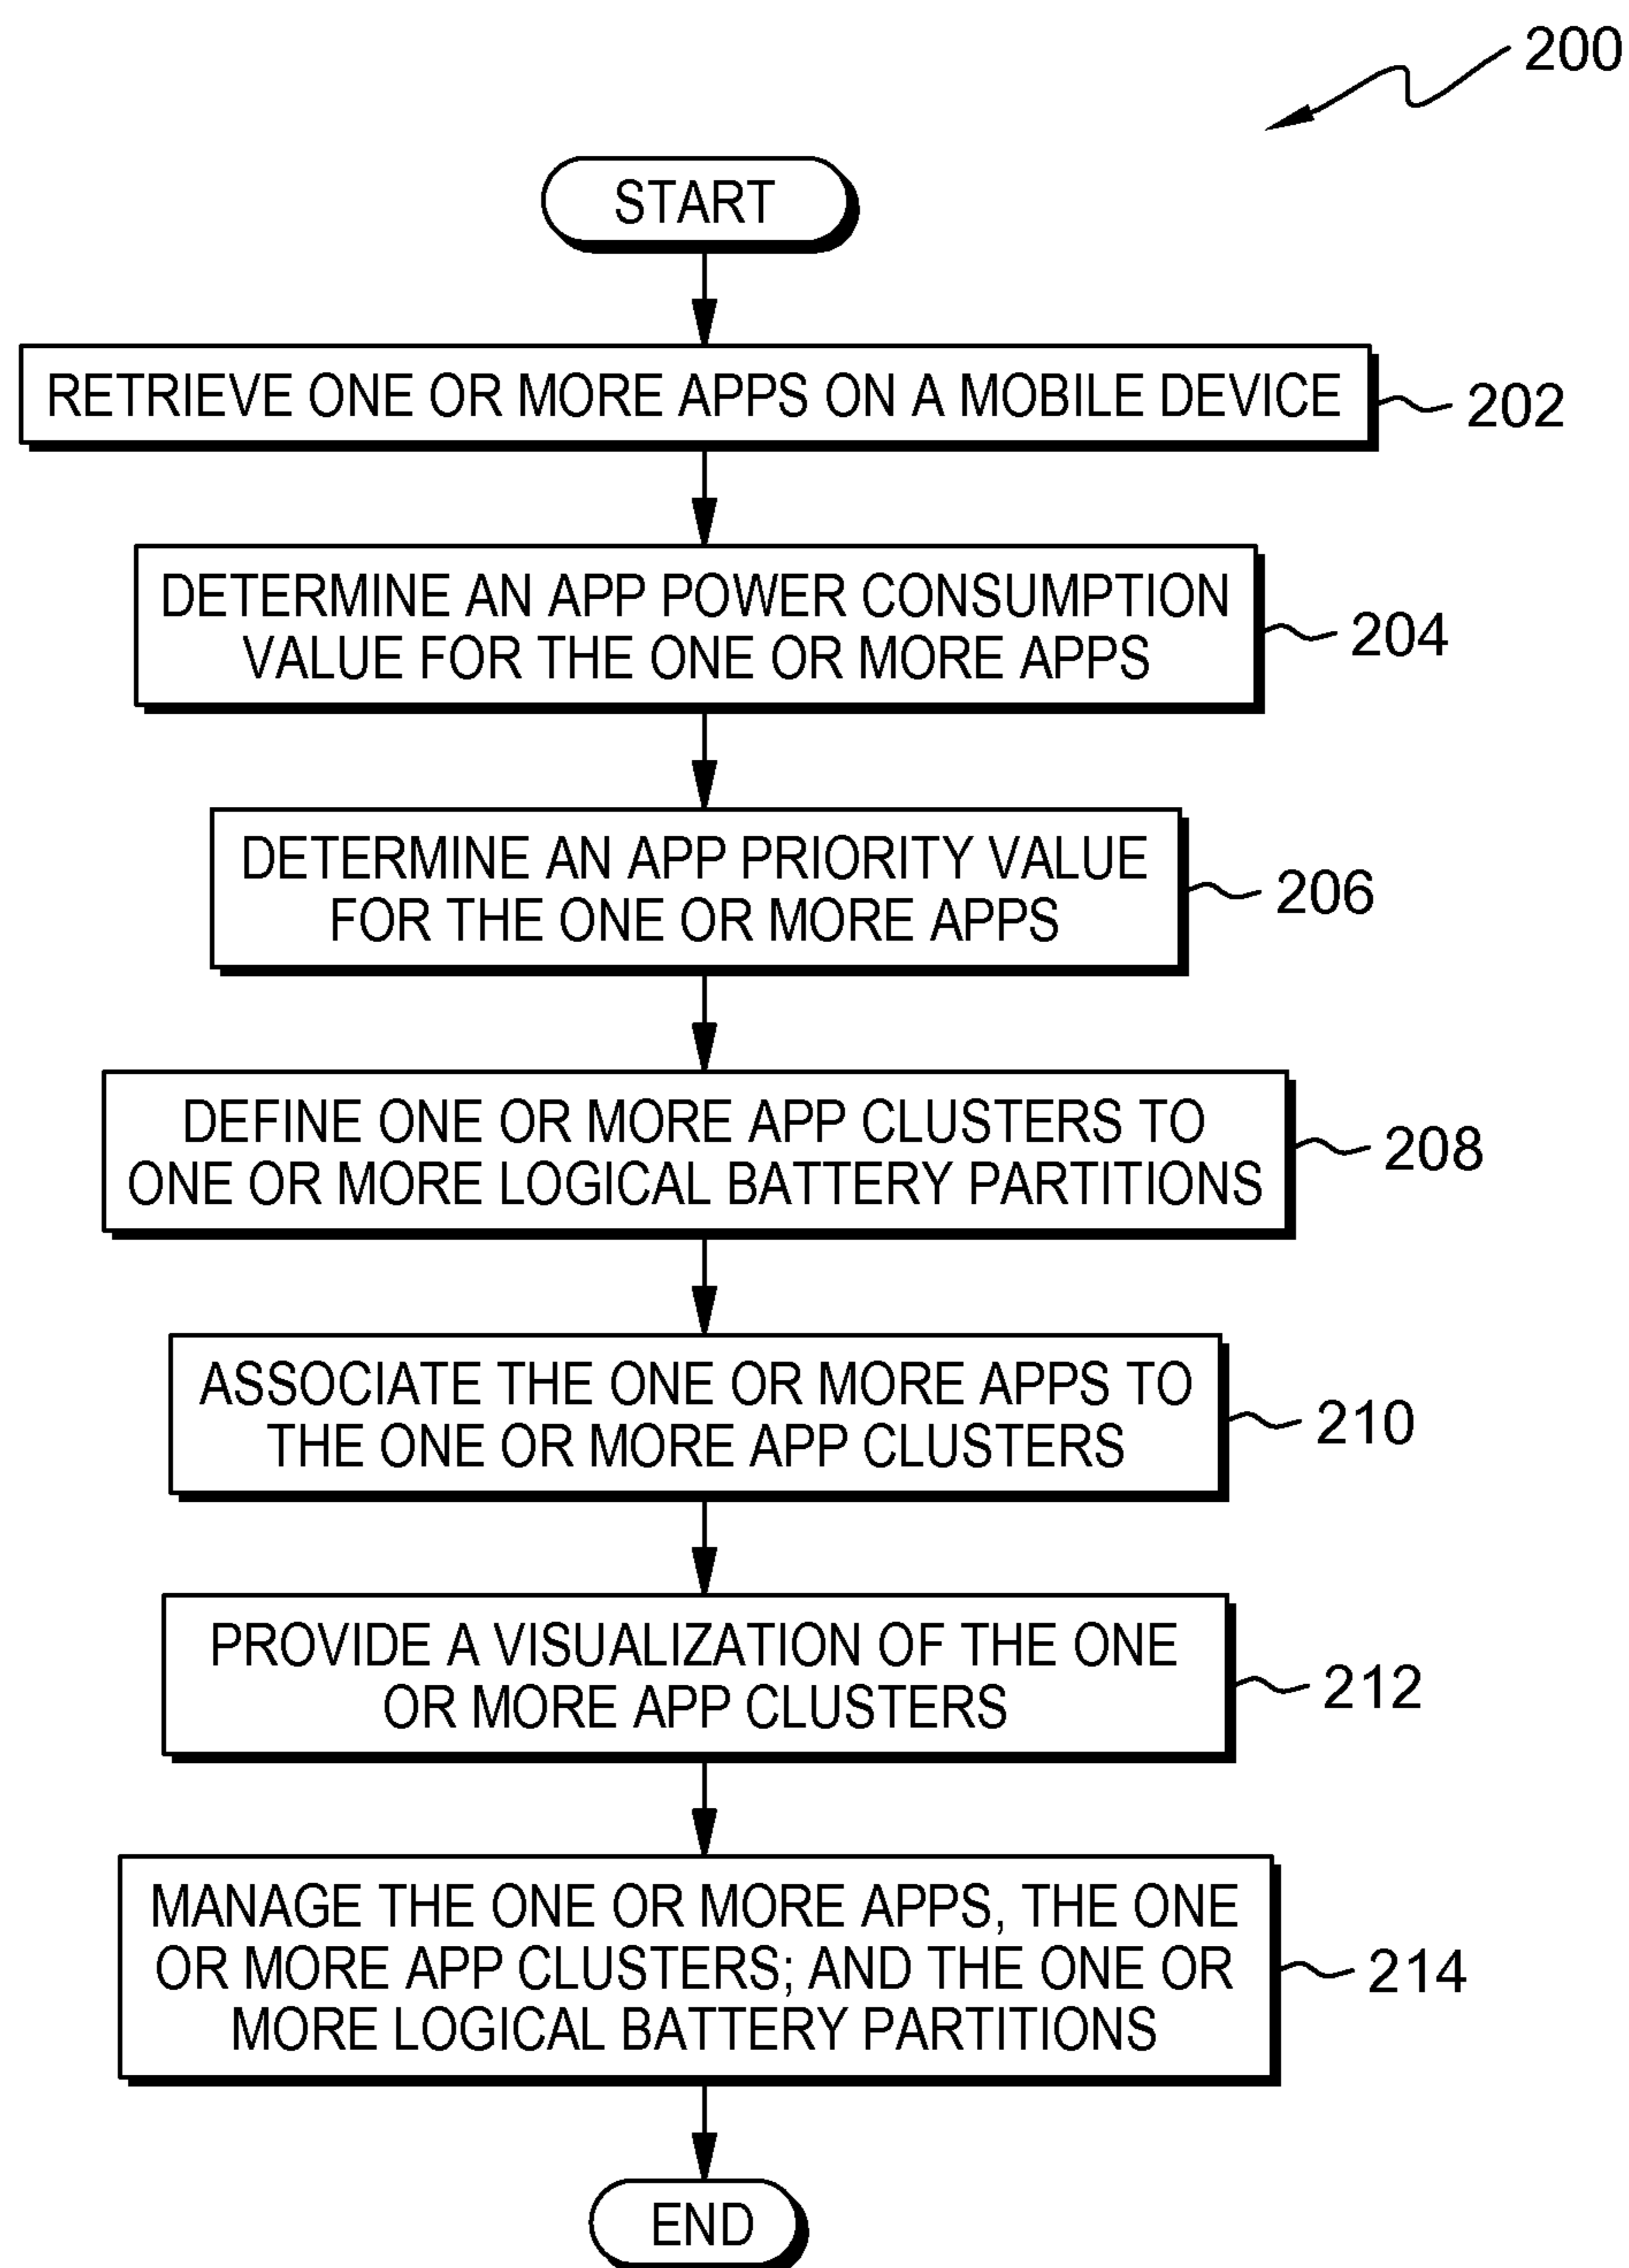 200
START
RETRIEVE ONE OR MORE APPS ON A MOBILE DEVICE
202
DETERMINE AN APP POWER CONSUMPTION
VALUE FOR THE ONE OR MORE APPS
204
DETERMINE AN APP PRIORITY VALUE
FOR THE ONE OR MORE APPS
206
DEFINE ONE OR MORE APP CLUSTERS TO
ONE OR MORE LOGICAL BATTERY PARTITIONS
208
ASSOCIATE THE ONE OR MORE APPS TO
THE ONE OR MORE APP CLUSTERS
210
PROVIDE A VISUALIZATION OF THE ONE
OR MORE APP CLUSTERS
212
MANAGE THE ONE OR MORE APPS, THE ONE
OR MORE APP CLUSTERS; AND THE ONE OR
MORE LOGICAL BATTERY PARTITIONS
214
END